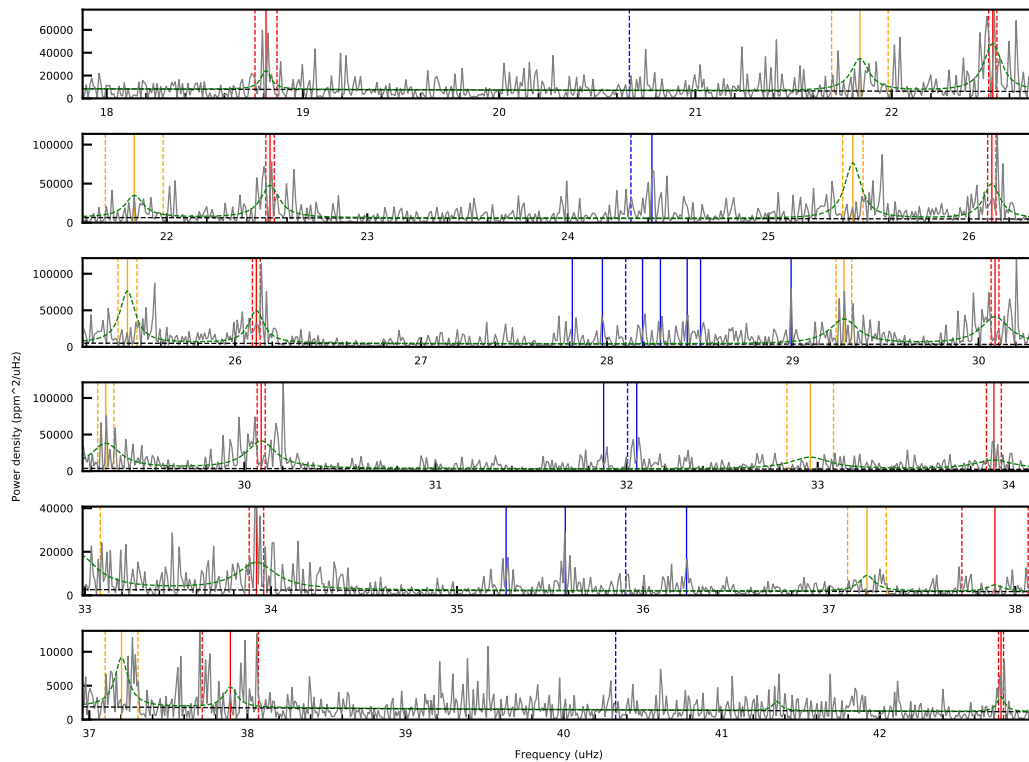 60000
40000
20000
0
18 19 20 21 22
100000
50000
0
22 23 24 25 26
100000
50000
0
26 27 28 29 30
100000
50000
0
30 31 32 33 34
40000
20000
0
33 34 35 36 37 38
10000
5000
0
37 38 39 40 41 42
Power density (ppm^2/uHz)
Frequency (uHz)